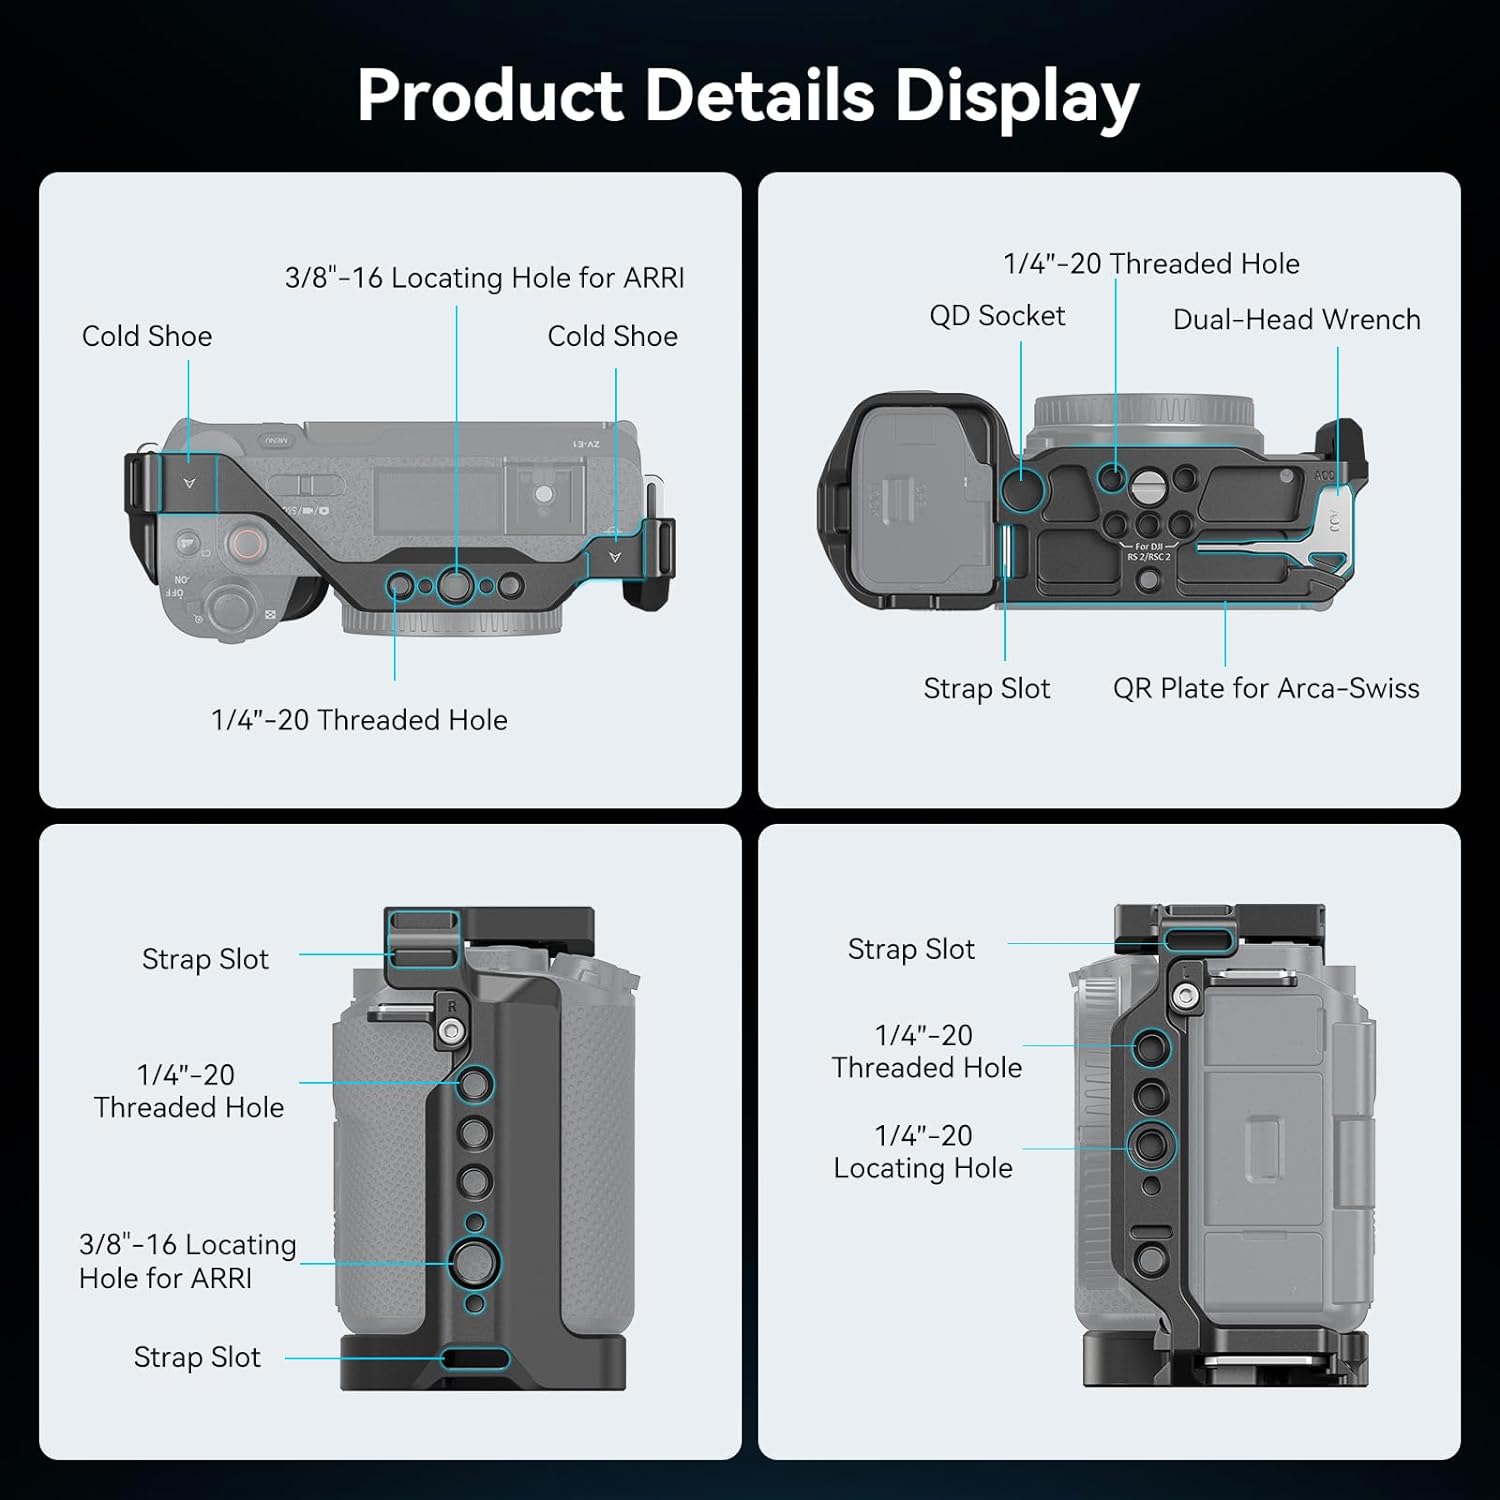 Product Details Display
3/8"-16 Locating Hole for ARRI
Cold Shoe
Cold Shoe
MENU
ZV-E1
C1
ON
OFF
1/4”-20 Threaded Hole
1/4”-20 Threaded Hole
QD Socket
Dual-Head Wrench
For DJI
RS 2/RSC 2
Strap Slot
QR Plate for Arca-Swiss
Strap Slot
R
1/4”-20
Threaded Hole
3/8"-16 Locating
Hole for ARRI
Strap Slot
Strap Slot
L
1/4”-20
Threaded Hole
1/4”-20
Locating Hole